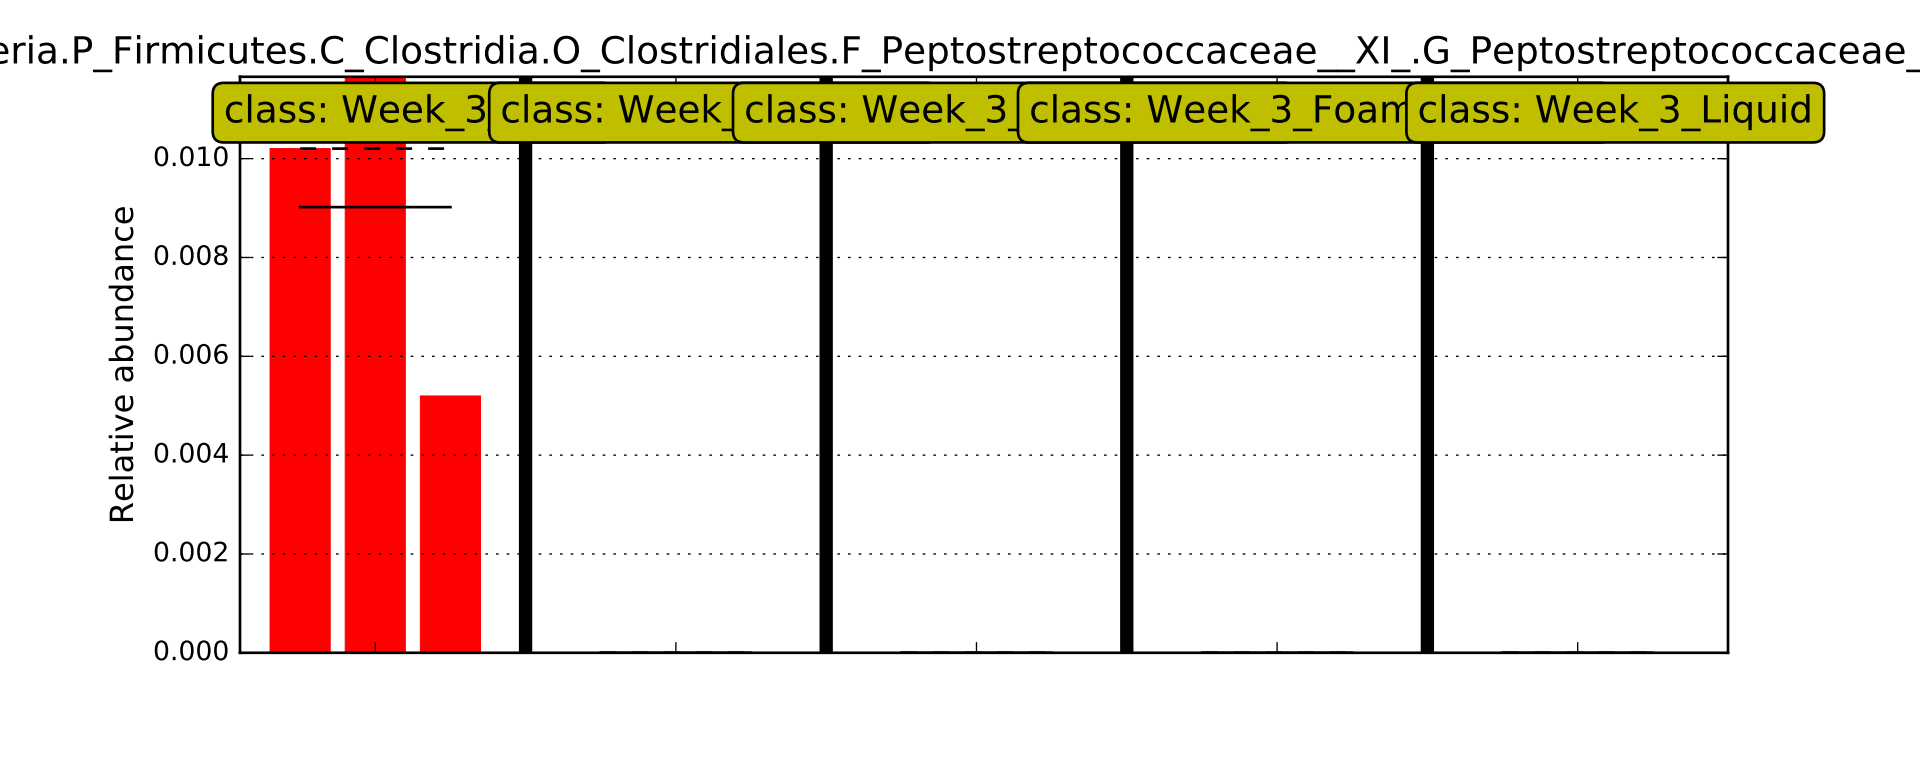 eria.P_Firmicutes.C_Clostridia.O_Clostridiales.F_Peptostreptococcaceae__XI_.G_Peptostreptococcaceae_
class: Week_3 class: Week_ class: Week_3_ class: Week_3_Foam class: Week_3_Liquid
0.010
0.008
0.006
0.004
0.002
0.000
Relative abundance